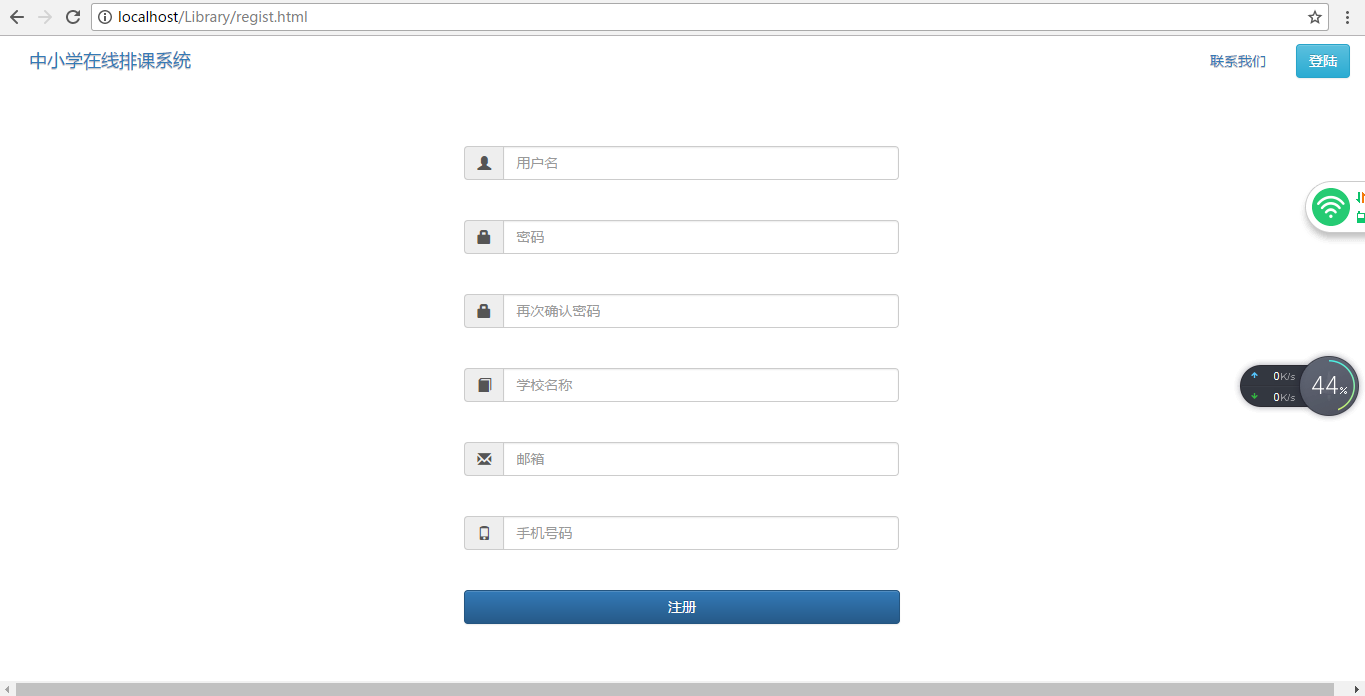 localhost/Library/regist.html
中小学在线排课系统
联系我们
登陆
用户名
密码
再次确认密码
学校名称
邮箱
手机号码
注册
0K/s
0K/s
44%